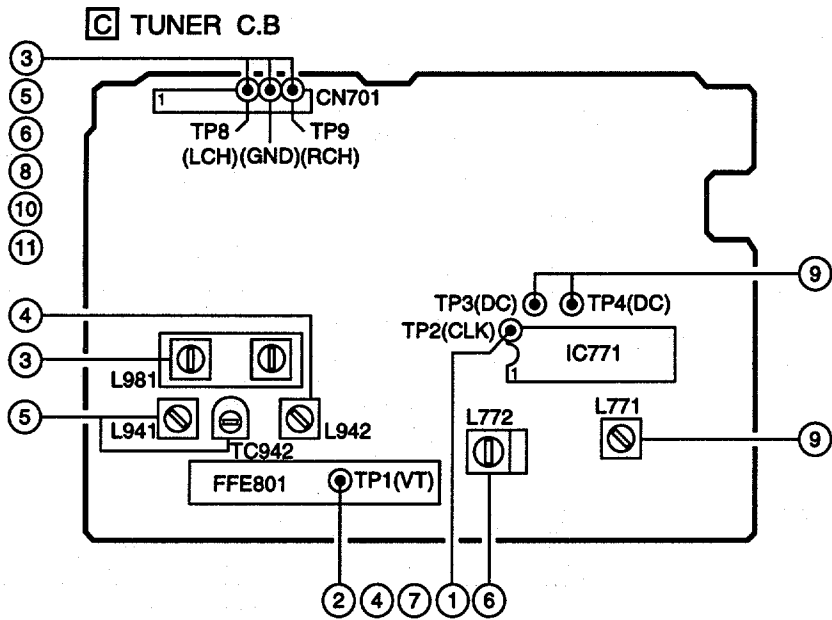 C TUNER C.B
3
5
6
8
10
11
1
CN701
TP8 TP9
(LCH)(GND)(RCH)
9
4
TP3(DC) TP4(DC)
TP2(CLK)
IC771
1
3
L981
5
L941
TC942
L942
L772
L771
9
FFE801
TP1(VT)
2 4 7 1 6